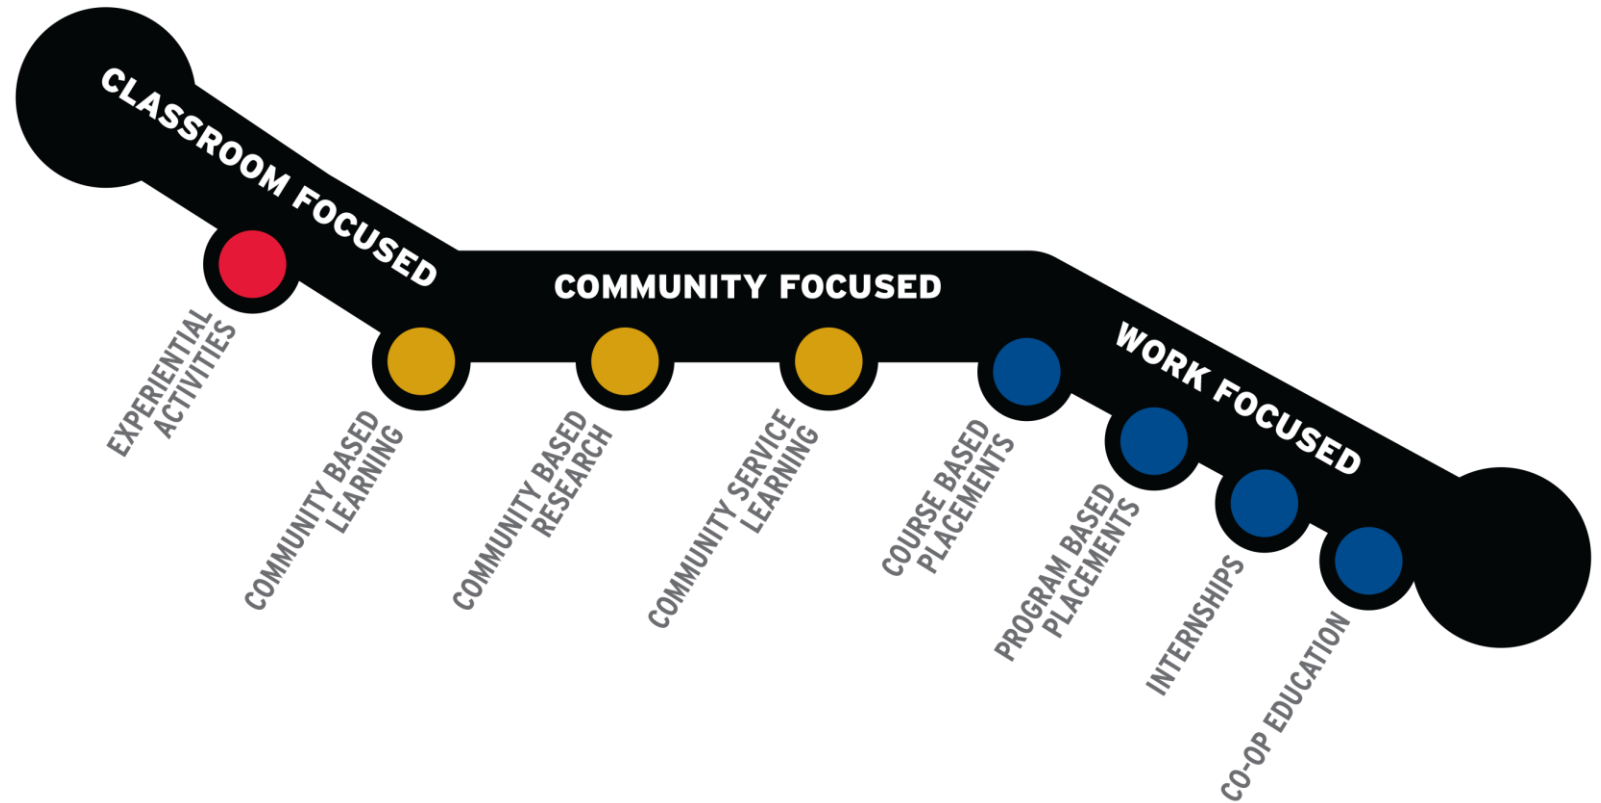 CLASSROOM FOCUSED
COMMUNITY FOCUSED
WORK FOCUSED
EXPERIENTIAL
ACTIVITIES
COMMUNITY BASED
LEARNING
COMMUNITY BASED
RESEARCH
COMMUNITY SERVICE
LEARNING
COURSE BASED
PLACEMENTS
PROGRAM BASED
PLACEMENTS
INTERNSHIPS
CO-OP EDUCATION